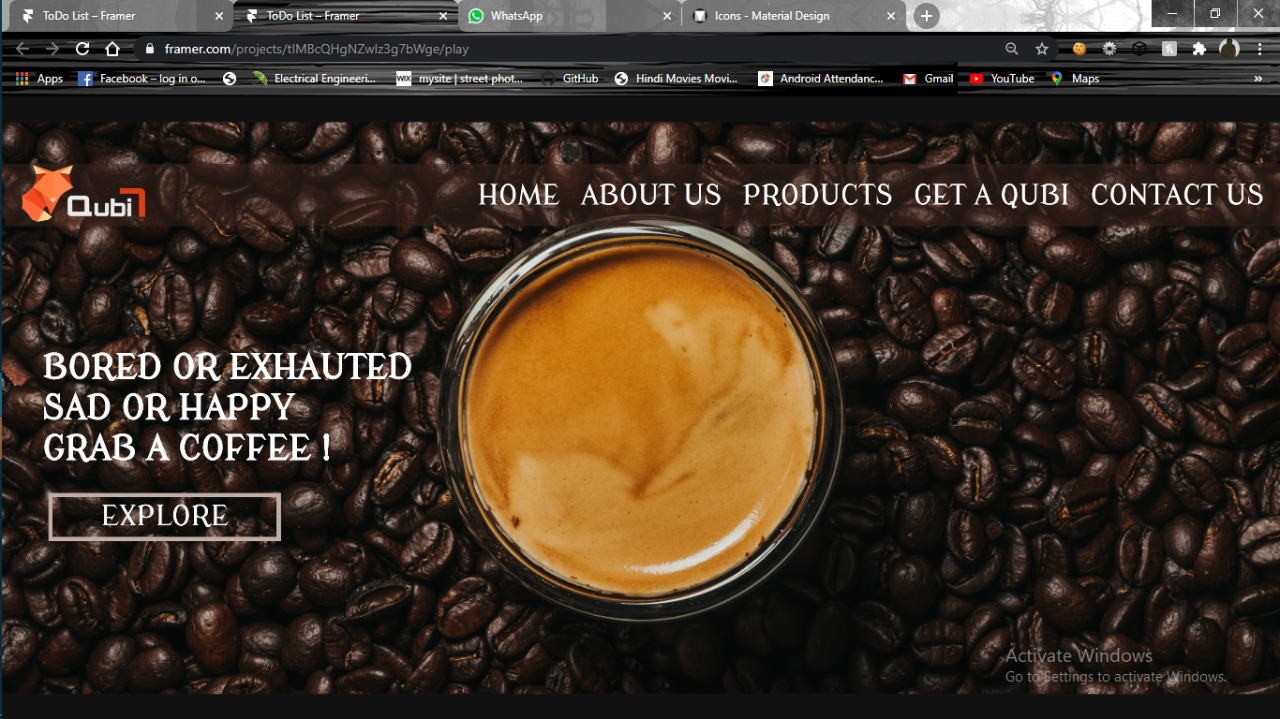 ToDo List – Framer
ToDo List – Framer
WhatsApp
Icons - Material Design
framer.com/projects/tIMBcQHgNZwlz3g7bWge/play
Apps
Facebook – log in o...
Electrical Engineeri...
WIX
mysite | street phot...
GitHub
Hindi Movies Movi...
Android Attendanc...
Gmail
YouTube
Maps
»
Qubi7
HOME ABOUT US PRODUCTS GET A QUBI CONTACT US
BORED OR EXHAUTED
SAD OR HAPPY
GRAB A COFFEE !
EXPLORE
Activate Windows
Go to Settings to activate Windows.